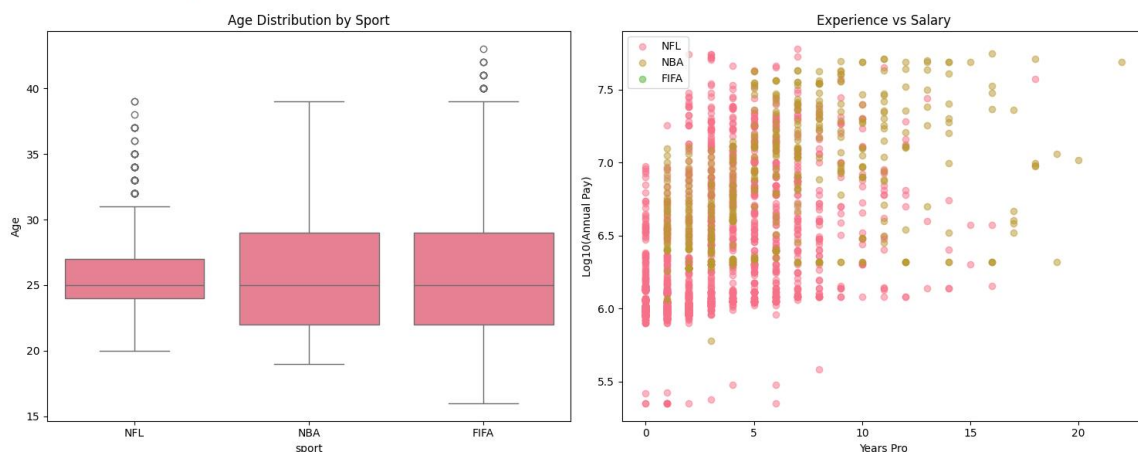 Age Distribution by Sport
Age
40
35
30
25
20
15
NFL
NBA
FIFA
sport
Experience vs Salary
NFL
NBA
FIFA
Log10(Annual Pay)
7.5
7.0
6.5
6.0
5.5
0
5
10
15
20
Years Pro